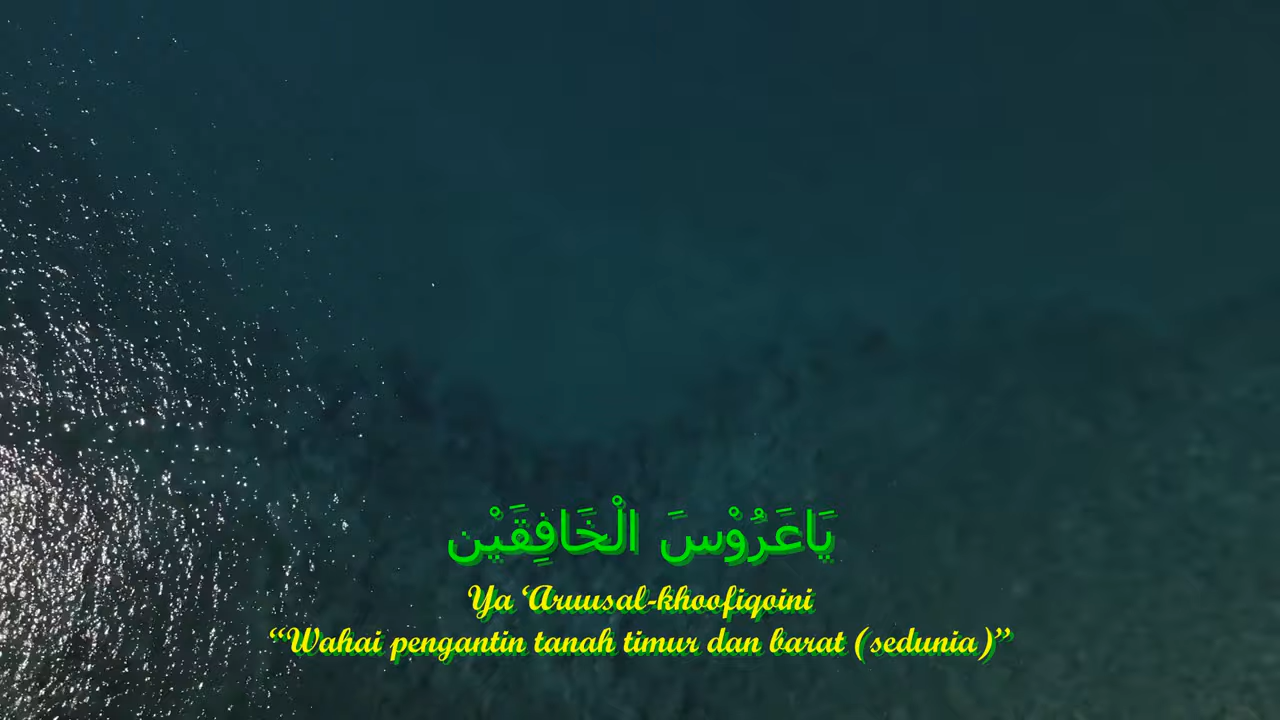 يَاعَرُوْسَ الْخَافِقَيْن
Ya ‘Aruusal-khoofiqoini
“Wahai pengantin tanah timur dan barat (sedunia)”